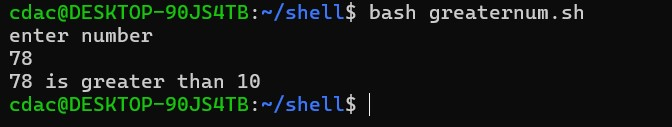 cdac@DESKTOP-90JS4TB:~/shell$ bash greaternum.sh
enter number
78
78 is greater than 10
cdac@DESKTOP-90JS4TB:~/shell$